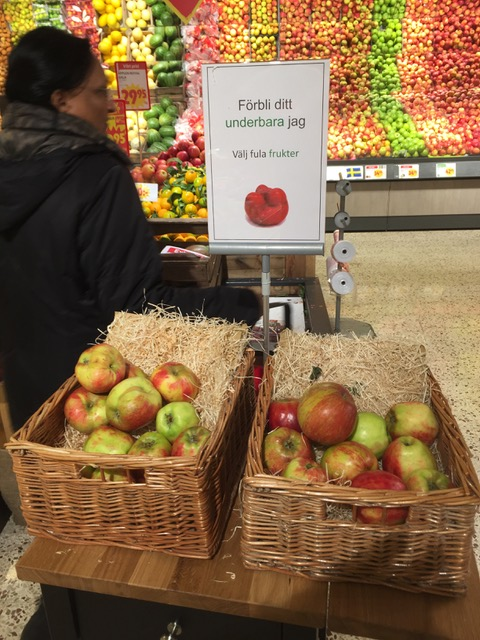 Förbli ditt
underbara jag
Välj fula frukter
29.95